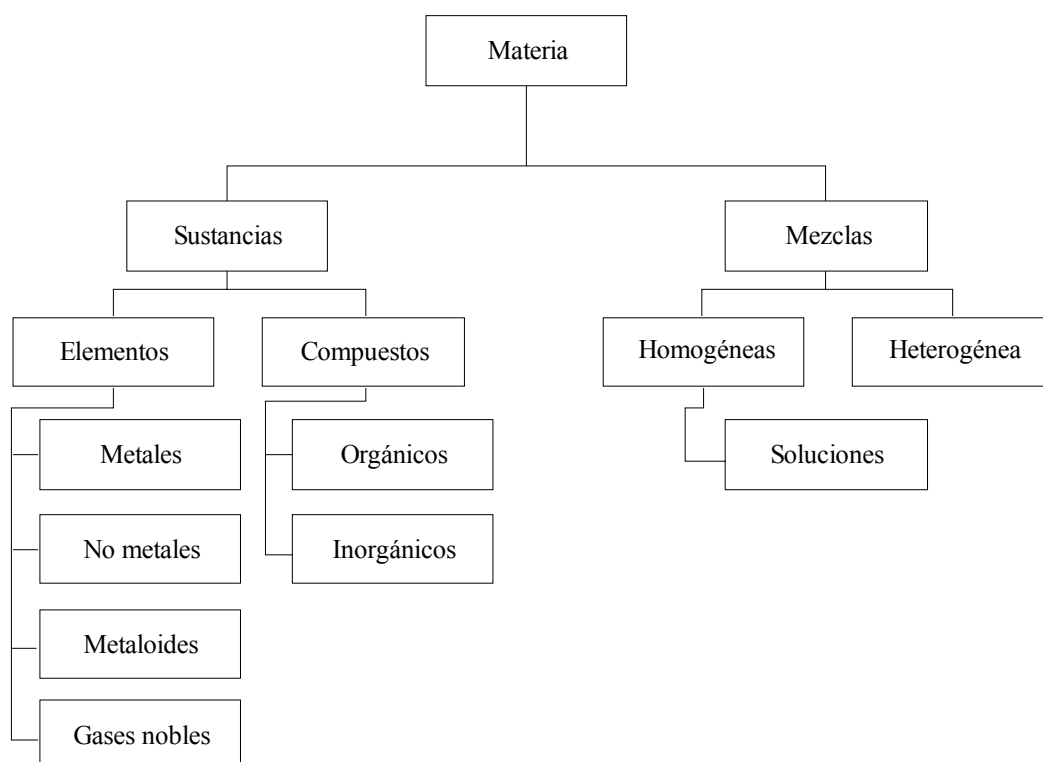 Materia
Sustancias
Mezclas
Elementos
Compuestos
Homogéneas
Heterogénea
Metales
Orgánicos
Soluciones
No metales
Inorgánicos
Metaloides
Gases nobles